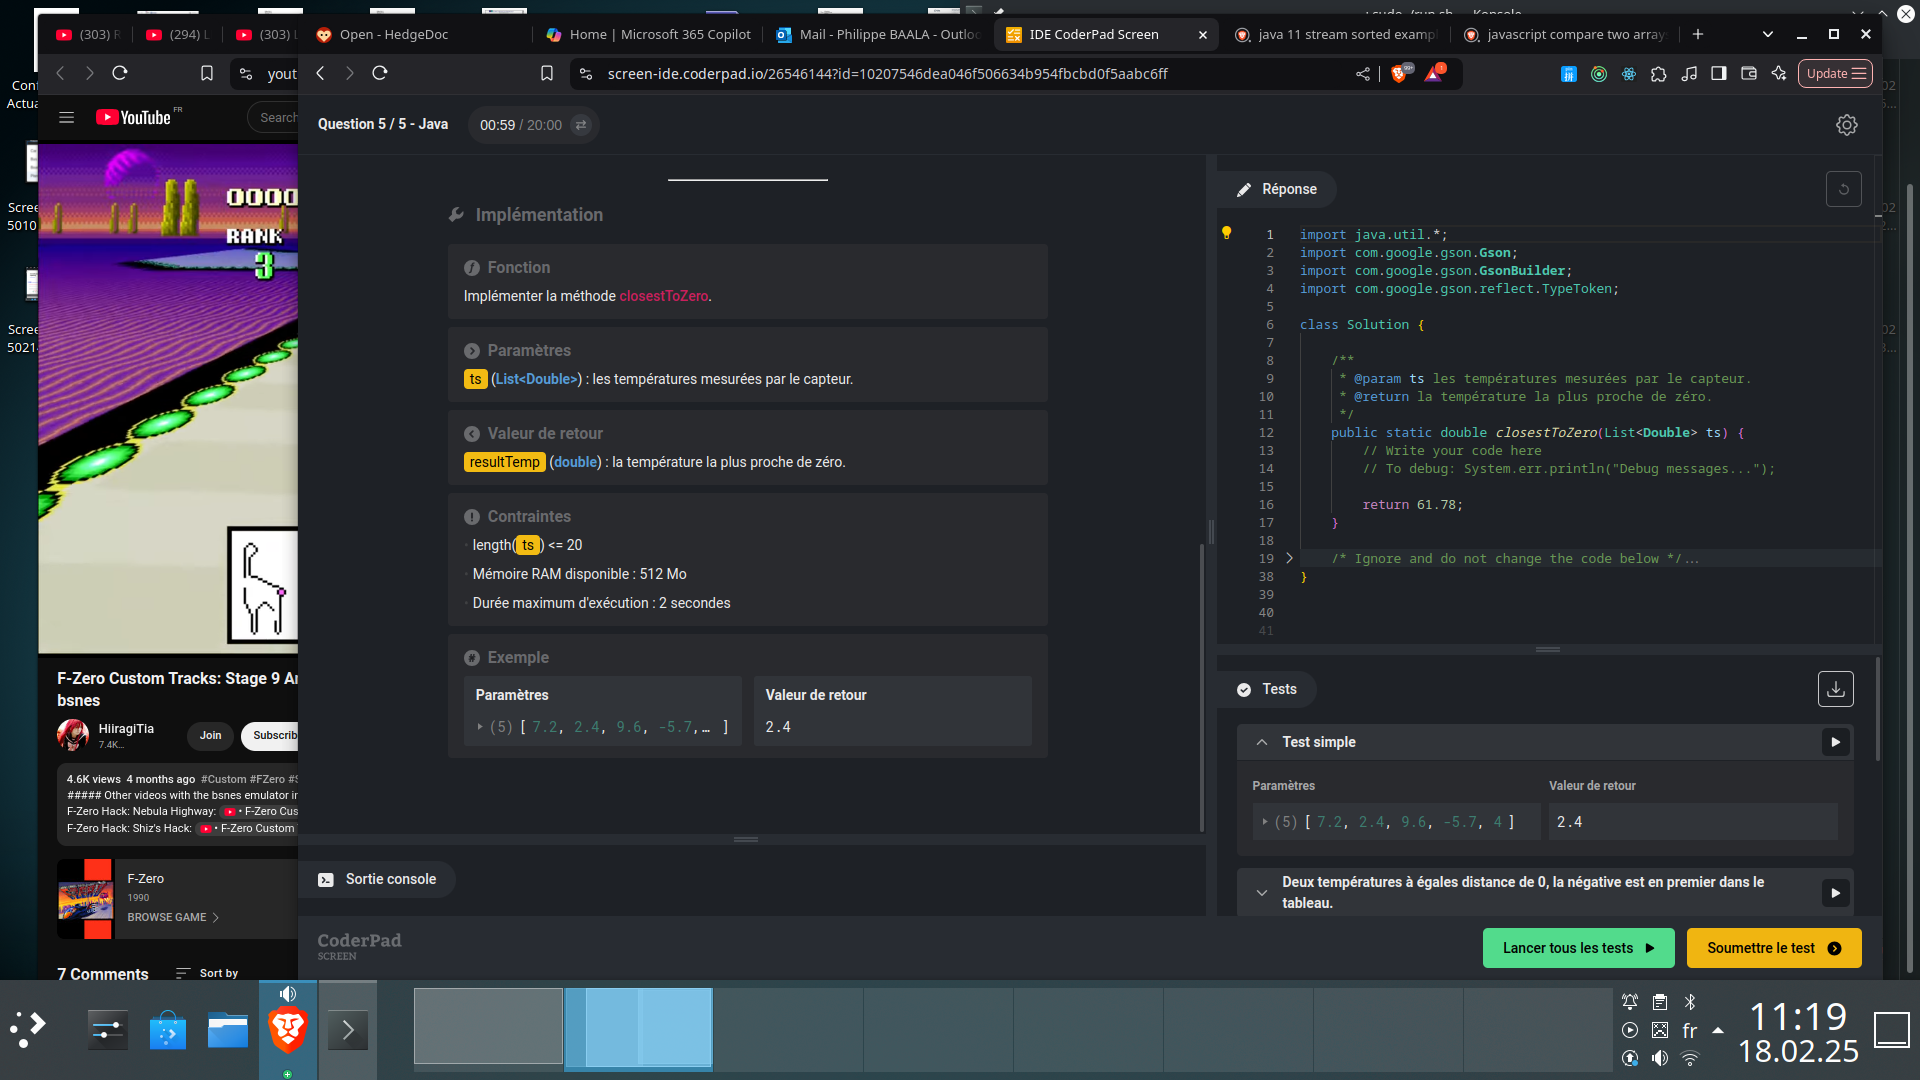 : sudo ./run.sh — Konsole
(303) F
(294) L
(303) L
Open - HedgeDoc
Home | Microsoft 365 Copilot
Mail - Philippe BAALA - Outloo
IDE CoderPad Screen
java 11 stream sorted examp
javascript compare two array
yout
screen-ide.coderpad.io/26546144?id=10207546dea046f506634b954fbcbd0f5aabc6ff
Update
YouTube FR
Search
Question 5 / 5 - Java
00:59 / 20:00
Implémentation
Fonction
Implémenter la méthode closestToZero.
Paramètres
ts (List<Double>) : les températures mesurées par le capteur.
Valeur de retour
resultTemp (double) : la température la plus proche de zéro.
Contraintes
length( ts ) <= 20
Mémoire RAM disponible : 512 Mo
Durée maximum d'exécution : 2 secondes
Exemple
Paramètres
(5) [ 7.2, 2.4, 9.6, -5.7,… ]
Valeur de retour
2.4
Sortie console
Réponse
1 import java.util.*;
2 import com.google.gson.Gson;
3 import com.google.gson.GsonBuilder;
4 import com.google.gson.reflect.TypeToken;
5
6 class Solution {
7
8 /**
9 * @param ts les températures mesurées par le capteur.
10 * @return la température la plus proche de zéro.
11 */
12 public static double closestToZero(List<Double> ts) {
13 // Write your code here
14 // To debug: System.err.println("Debug messages...");
15
16 return 61.78;
17 }
18
19 /* Ignore and do not change the code below */...
38 }
39
40
41
Tests
Test simple
Paramètres
(5) [ 7.2, 2.4, 9.6, -5.7, 4 ]
Valeur de retour
2.4
Deux températures à égales distance de 0, la négative est en premier dans le
tableau.
CoderPad
SCREEN
Lancer tous les tests
Soumettre le test
Conf
Actua
Scree
5010
Scree
5021
0000
RANK
3
F-Zero Custom Tracks: Stage 9 Ar
bsnes
HiiragiTia
7.4K...
Join
Subscrib
4.6K views 4 months ago #Custom #FZero #S
##### Other videos with the bsnes emulator in
F-Zero Hack: Nebula Highway: • F-Zero Cus
F-Zero Hack: Shiz's Hack: • F-Zero Custom
F-Zero
1990
BROWSE GAME
7 Comments
Sort by
fr
11:19
18.02.25